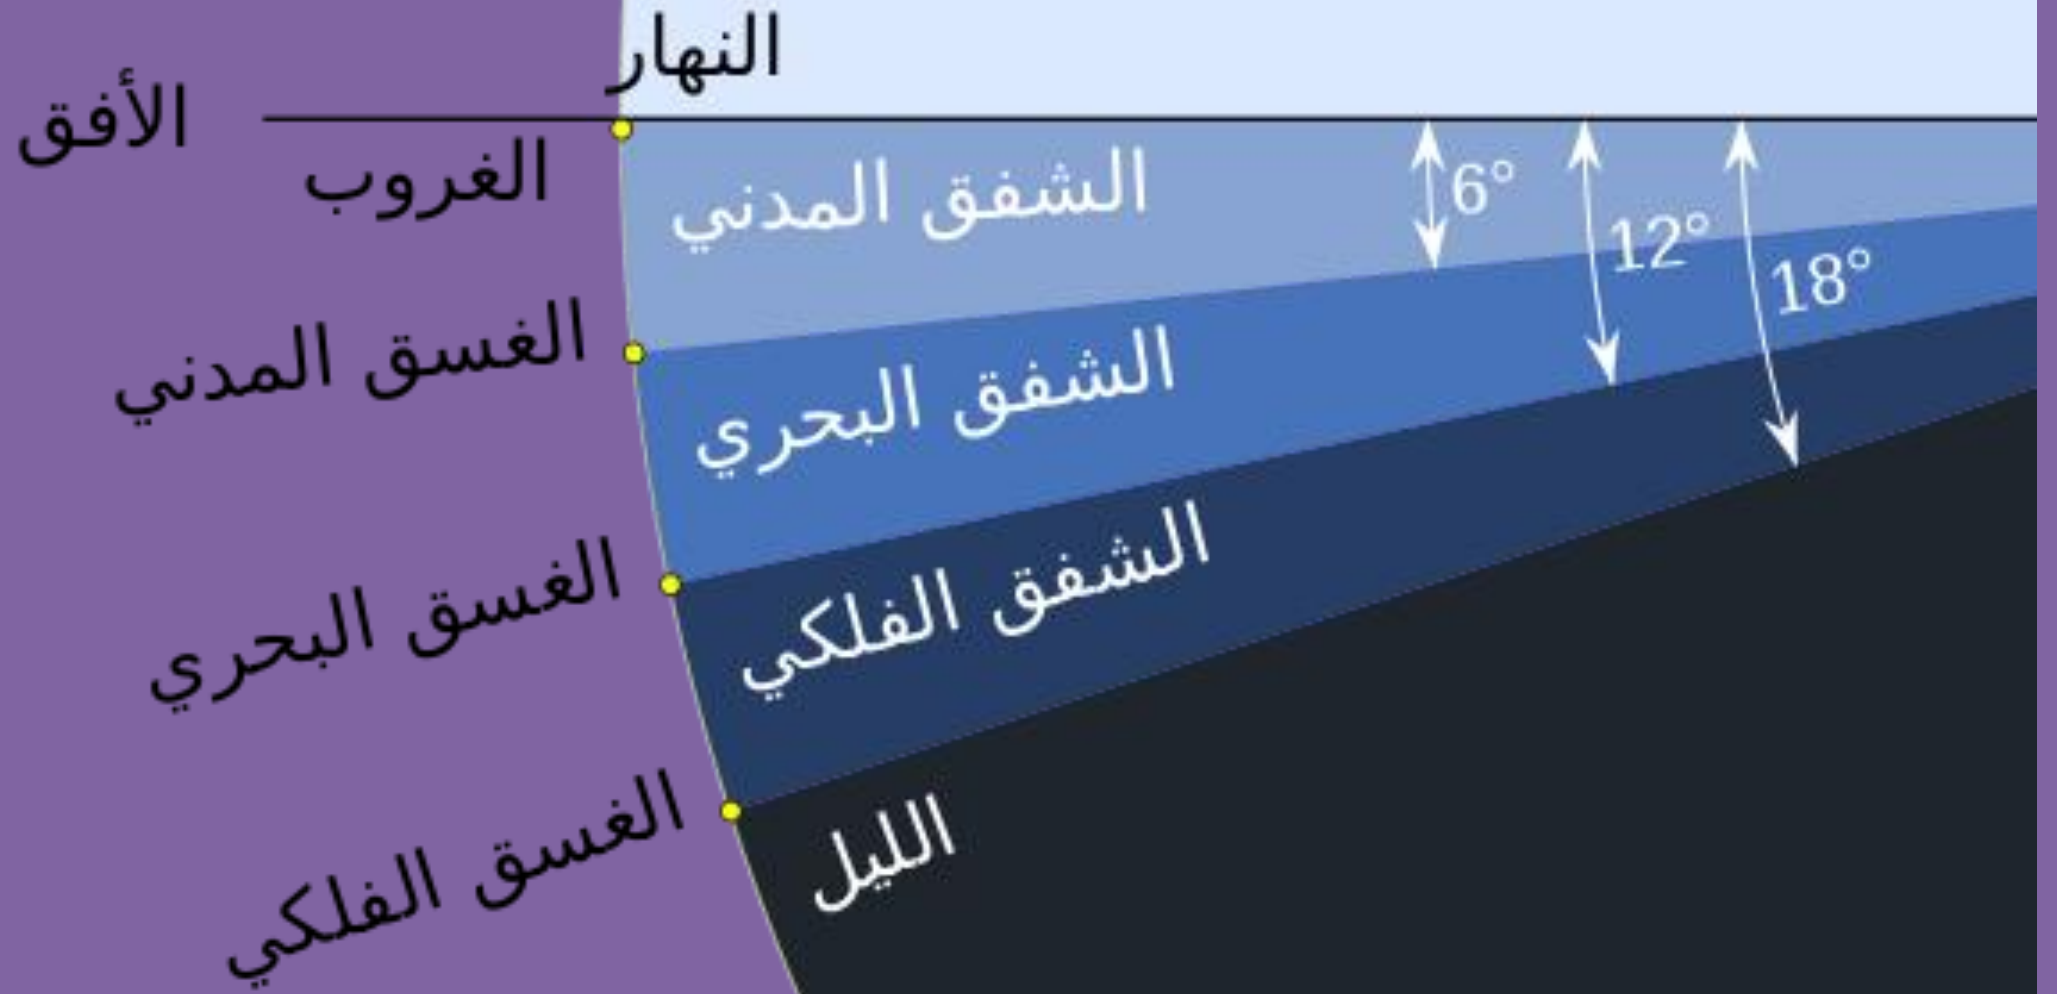 النهار
الأفق
الغروب
الشفق المدني
6°
12°
18°
الغسق المدني
الشفق البحري
الغسق البحري
الشفق الفلكي
الغسق الفلكي
الليل